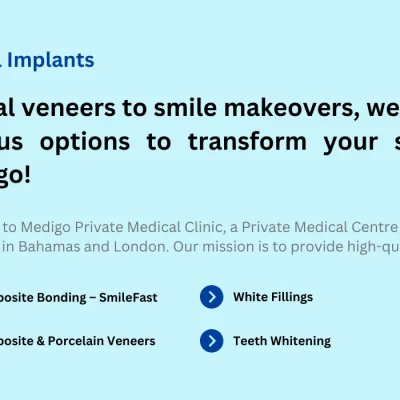 Implants
al veneers to smile makeovers, we
us options to transform your s
go!
to Medigo Private Medical Clinic, a Private Medical Centre
in Bahamas and London. Our mission is to provide high-qu
posite Bonding – SmileFast
White Fillings
posite & Porcelain Veneers
Teeth Whitening